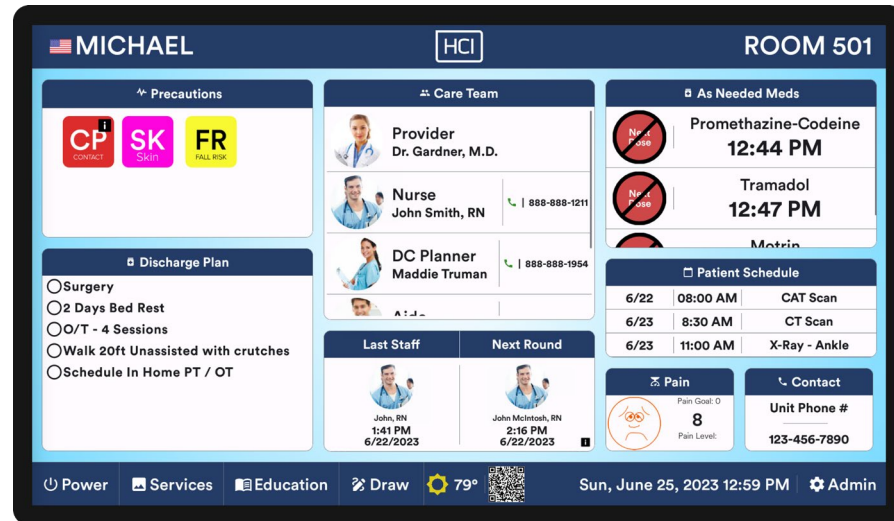 MICHAEL
HCI
ROOM 501
Precautions
CP
CONTACT
i
SK
Skin
FR
FALL RISK
Discharge Plan
Surgery
2 Days Bed Rest
O/T - 4 Sessions
Walk 20ft Unassisted with crutches
Schedule In Home PT / OT
Care Team
Provider
Dr. Gardner, M.D.
Nurse
John Smith, RN
| 888-888-1211
DC Planner
Maddie Truman
| 888-888-1954
Aide
Last Staff
Next Round
John, RN
1:41 PM
6/22/2023
John McIntosh, RN
2:16 PM
6/22/2023
i
As Needed Meds
Next
Dose
Promethazine-Codeine
12:44 PM
Next
Dose
Tramadol
12:47 PM
Motrin
Patient Schedule
6/22 08:00 AM CAT Scan
6/23 8:30 AM CT Scan
6/23 11:00 AM X-Ray - Ankle
Pain
Pain Goal: 0
8
Pain Level:
Contact
Unit Phone #
123-456-7890
Power
Services
Education
Draw
79°
Sun, June 25, 2023 12:59 PM
Admin